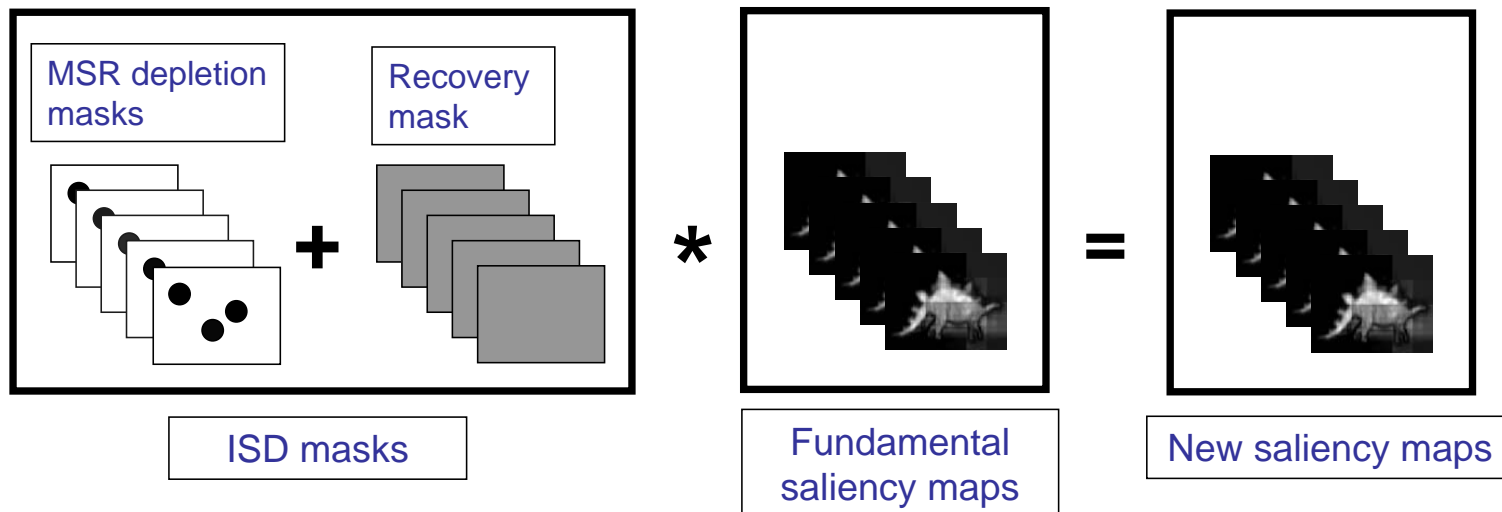 MSR depletion
masks
Recovery
mask
+
*
=
ISD masks
Fundamental
saliency maps
New saliency maps